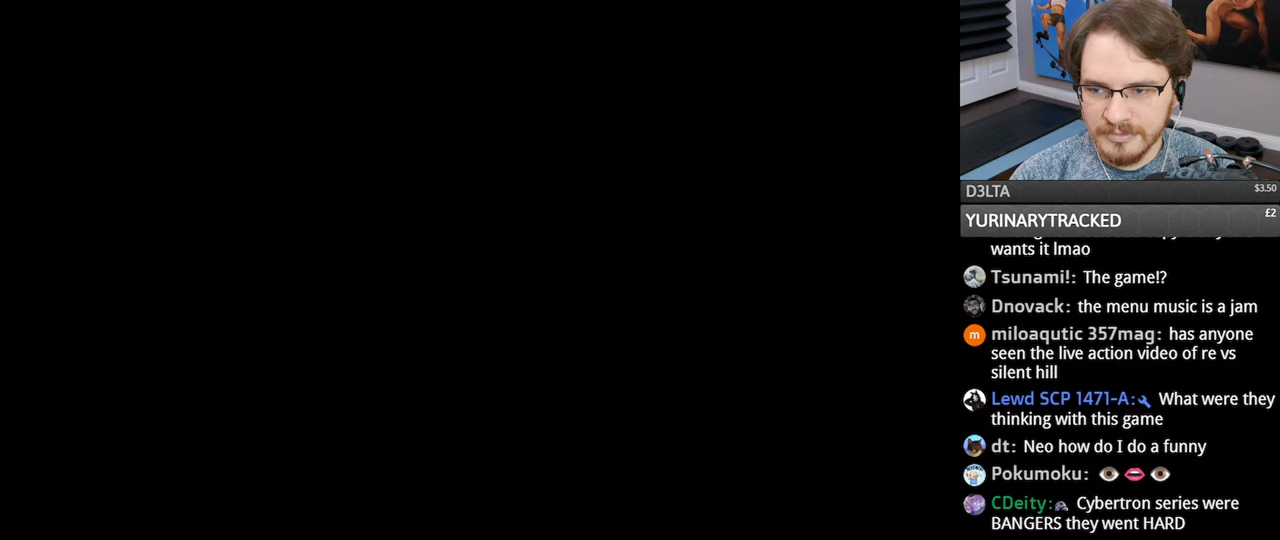 D3LTA $3.50
YURINARYTRACKED £2
wants it lmao
Tsunami!: The game!?
Dnovack: the menu music is a jam
m miloaqutic 357mag: has anyone
seen the live action video of re vs
silent hill
Lewd SCP 1471-A: What were they
thinking with this game
dt: Neo how do I do a funny
Pokumoku: 👁️👄👁️
CDeity: Cybertron series were
BANGERS they went HARD